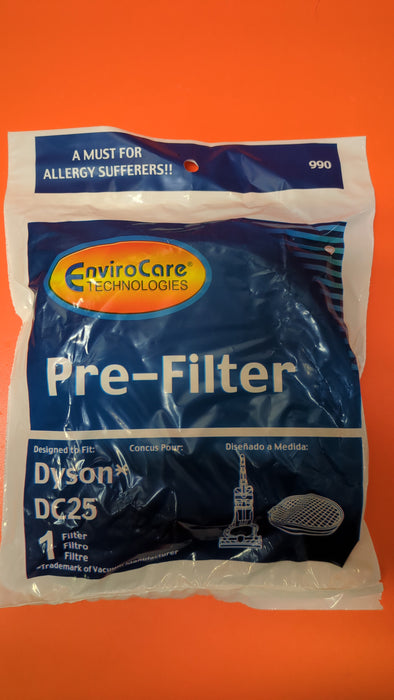 A MUST FOR
ALLERGY SUFFERERS!!
990
EnviroCare®
TECHNOLOGIES
Pre-Filter
Designed to Fit: Concus Pour: Diseñado a Medida:
Dyson*
DC25
1 Filter
Filtro
Filtre
*Trademark of Vacuum Manufacturer